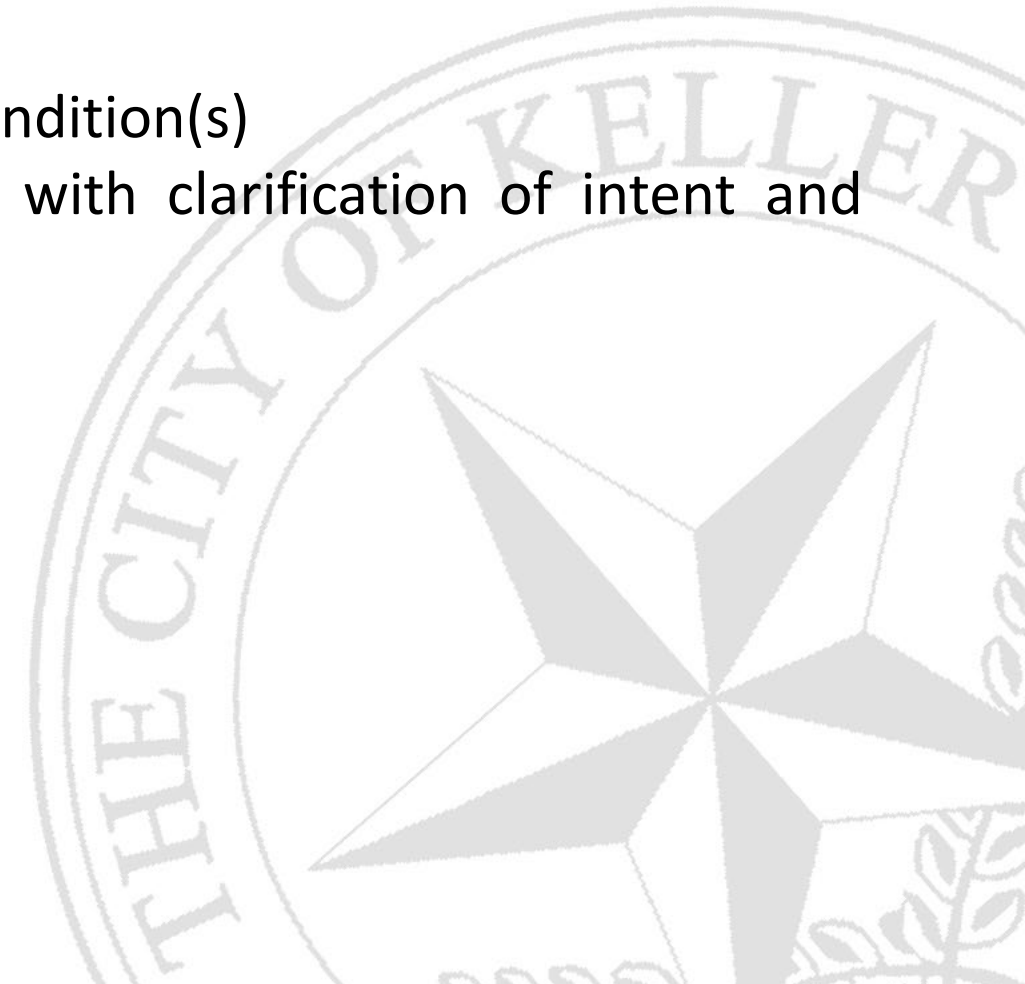 ndition(s)
with clarification of intent and
THE CITY OF KELLER